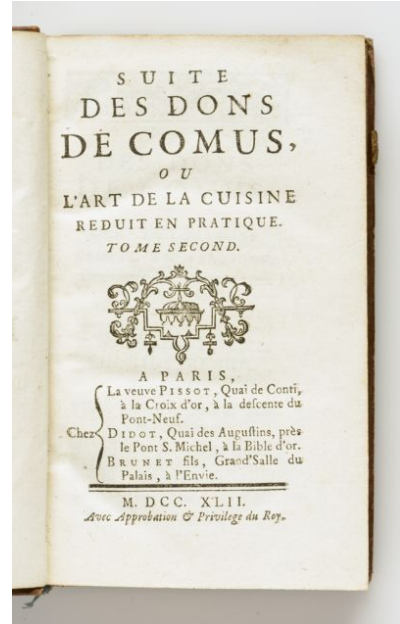 SUITE
DES DONS
DE COMUS,
OU
L'ART DE LA CUISINE
REDUIT EN PRATIQUE.
TOME SECOND.
A PARIS,
La veuve PISSOT, Quai de Conti,
à la Croix d'or, à la deſcente du
Pont-Neuf.
Chez DIDOT, Quai des Auguſtins, près
le Pont S. Michel, à la Bible d'or.
BRUNET fils, Grand'Salle du
Palais, à l'Envie.
M. DCC. XLII.
Avec Approbation & Privilege du Roy.